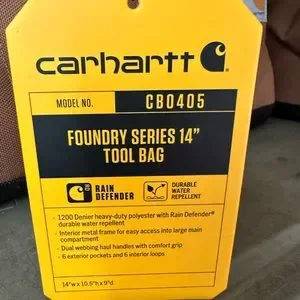 carhartt
MODEL NO. CB0405
FOUNDRY SERIES 14"
TOOL BAG
RAIN DEFENDER
DURABLE WATER REPELLENT
· 1200 Denier heavy-duty polyester with Rain Defender®
durable water repellent
· Interior metal frame for easy access into large main
compartment
· Dual webbing haul handles with comfort grip
· 6 exterior pockets and 6 interior loops
14"w x 10.5"h x 9"d